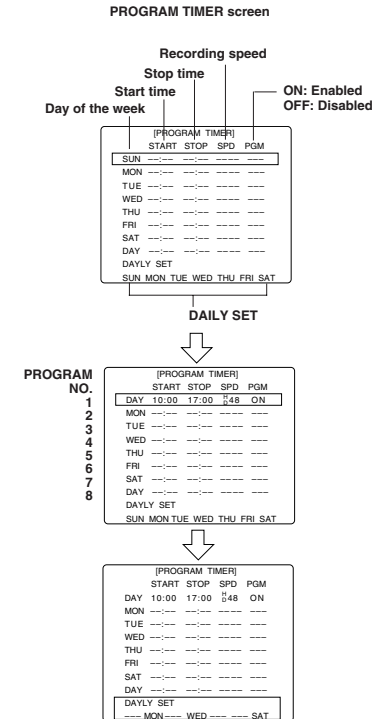 PROGRAM TIMER screen
Recording speed
Stop time
Start time
Day of the week
ON: Enabled
OFF: Disabled
[PROGRAM TIMER]
START STOP SPD PGM
SUN --:-- --:-- ---- ---
MON --:-- --:-- ---- ---
TUE --:-- --:-- ---- ---
WED --:-- --:-- ---- ---
THU --:-- --:-- ---- ---
FRI --:-- --:-- ---- ---
SAT --:-- --:-- ---- ---
DAY --:-- --:-- ---- ---
DAYLY SET
SUN MON TUE WED THU FRI SAT
DAILY SET
PROGRAM
NO.
1
2
3
4
5
6
7
8
[PROGRAM TIMER]
START STOP SPD PGM
DAY 10:00 17:00 HD48 ON
MON --:-- --:-- ---- ---
TUE --:-- --:-- ---- ---
WED --:-- --:-- ---- ---
THU --:-- --:-- ---- ---
FRI --:-- --:-- ---- ---
SAT --:-- --:-- ---- ---
DAY --:-- --:-- ---- ---
DAYLY SET
SUN MON TUE WED THU FRI SAT
[PROGRAM TIMER]
START STOP SPD PGM
DAY 10:00 17:00 HD48 ON
MON --:-- --:-- ---- ---
TUE --:-- --:-- ---- ---
WED --:-- --:-- ---- ---
THU --:-- --:-- ---- ---
FRI --:-- --:-- ---- ---
SAT --:-- --:-- ---- ---
DAY --:-- --:-- ---- ---
DAYLY SET
--- MON --- WED --- --- SAT